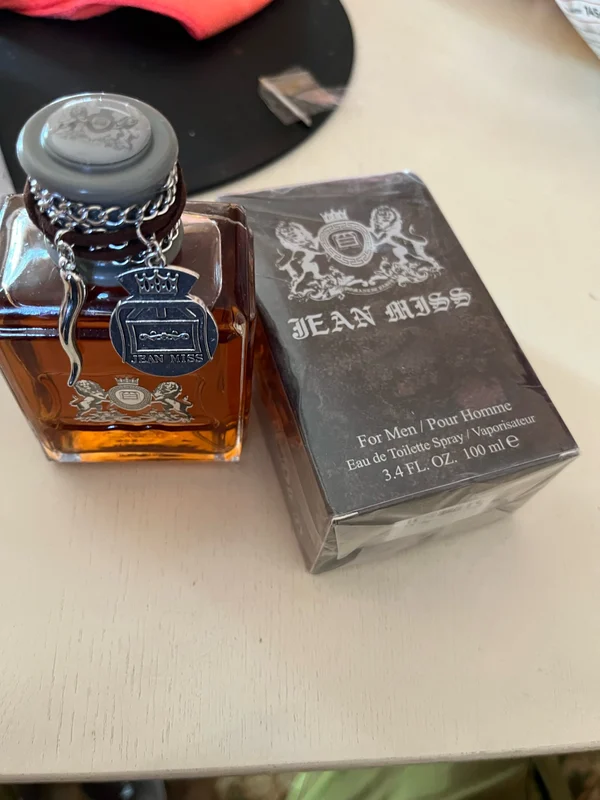 JEAN MISS
JEAN MISS
For Men / Pour Homme
Eau de Toilette Spray / Vaporisateur
3.4 FL. OZ. 100 ml ℮